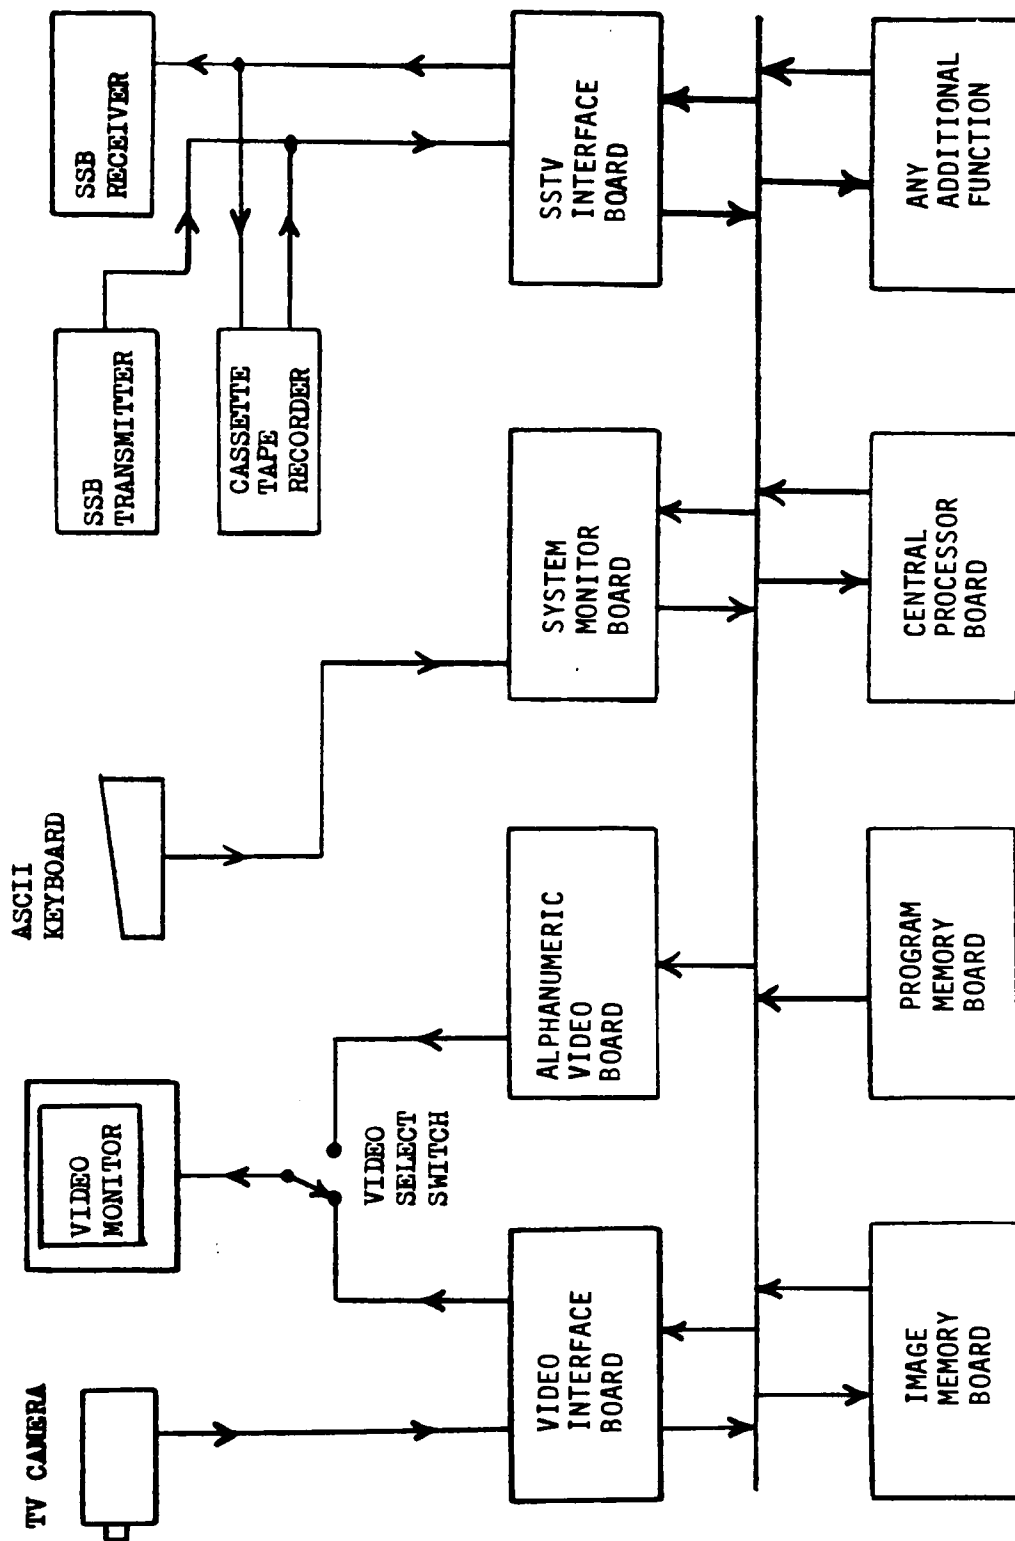 TV CAMERA
VIDEO
MONITOR
ASCII
KEYBOARD
SSB
TRANSMITTER
SSB
RECEIVER
CASSETTE
TAPE
RECORDER
VIDEO
SELECT
SWITCH
VIDEO
INTERFACE
BOARD
ALPHANUMERIC
VIDEO
BOARD
SYSTEM
MONITOR
BOARD
SSTV
INTERFACE
BOARD
IMAGE
MEMORY
BOARD
PROGRAM
MEMORY
BOARD
CENTRAL
PROCESSOR
BOARD
ANY
ADDITIONAL
FUNCTION